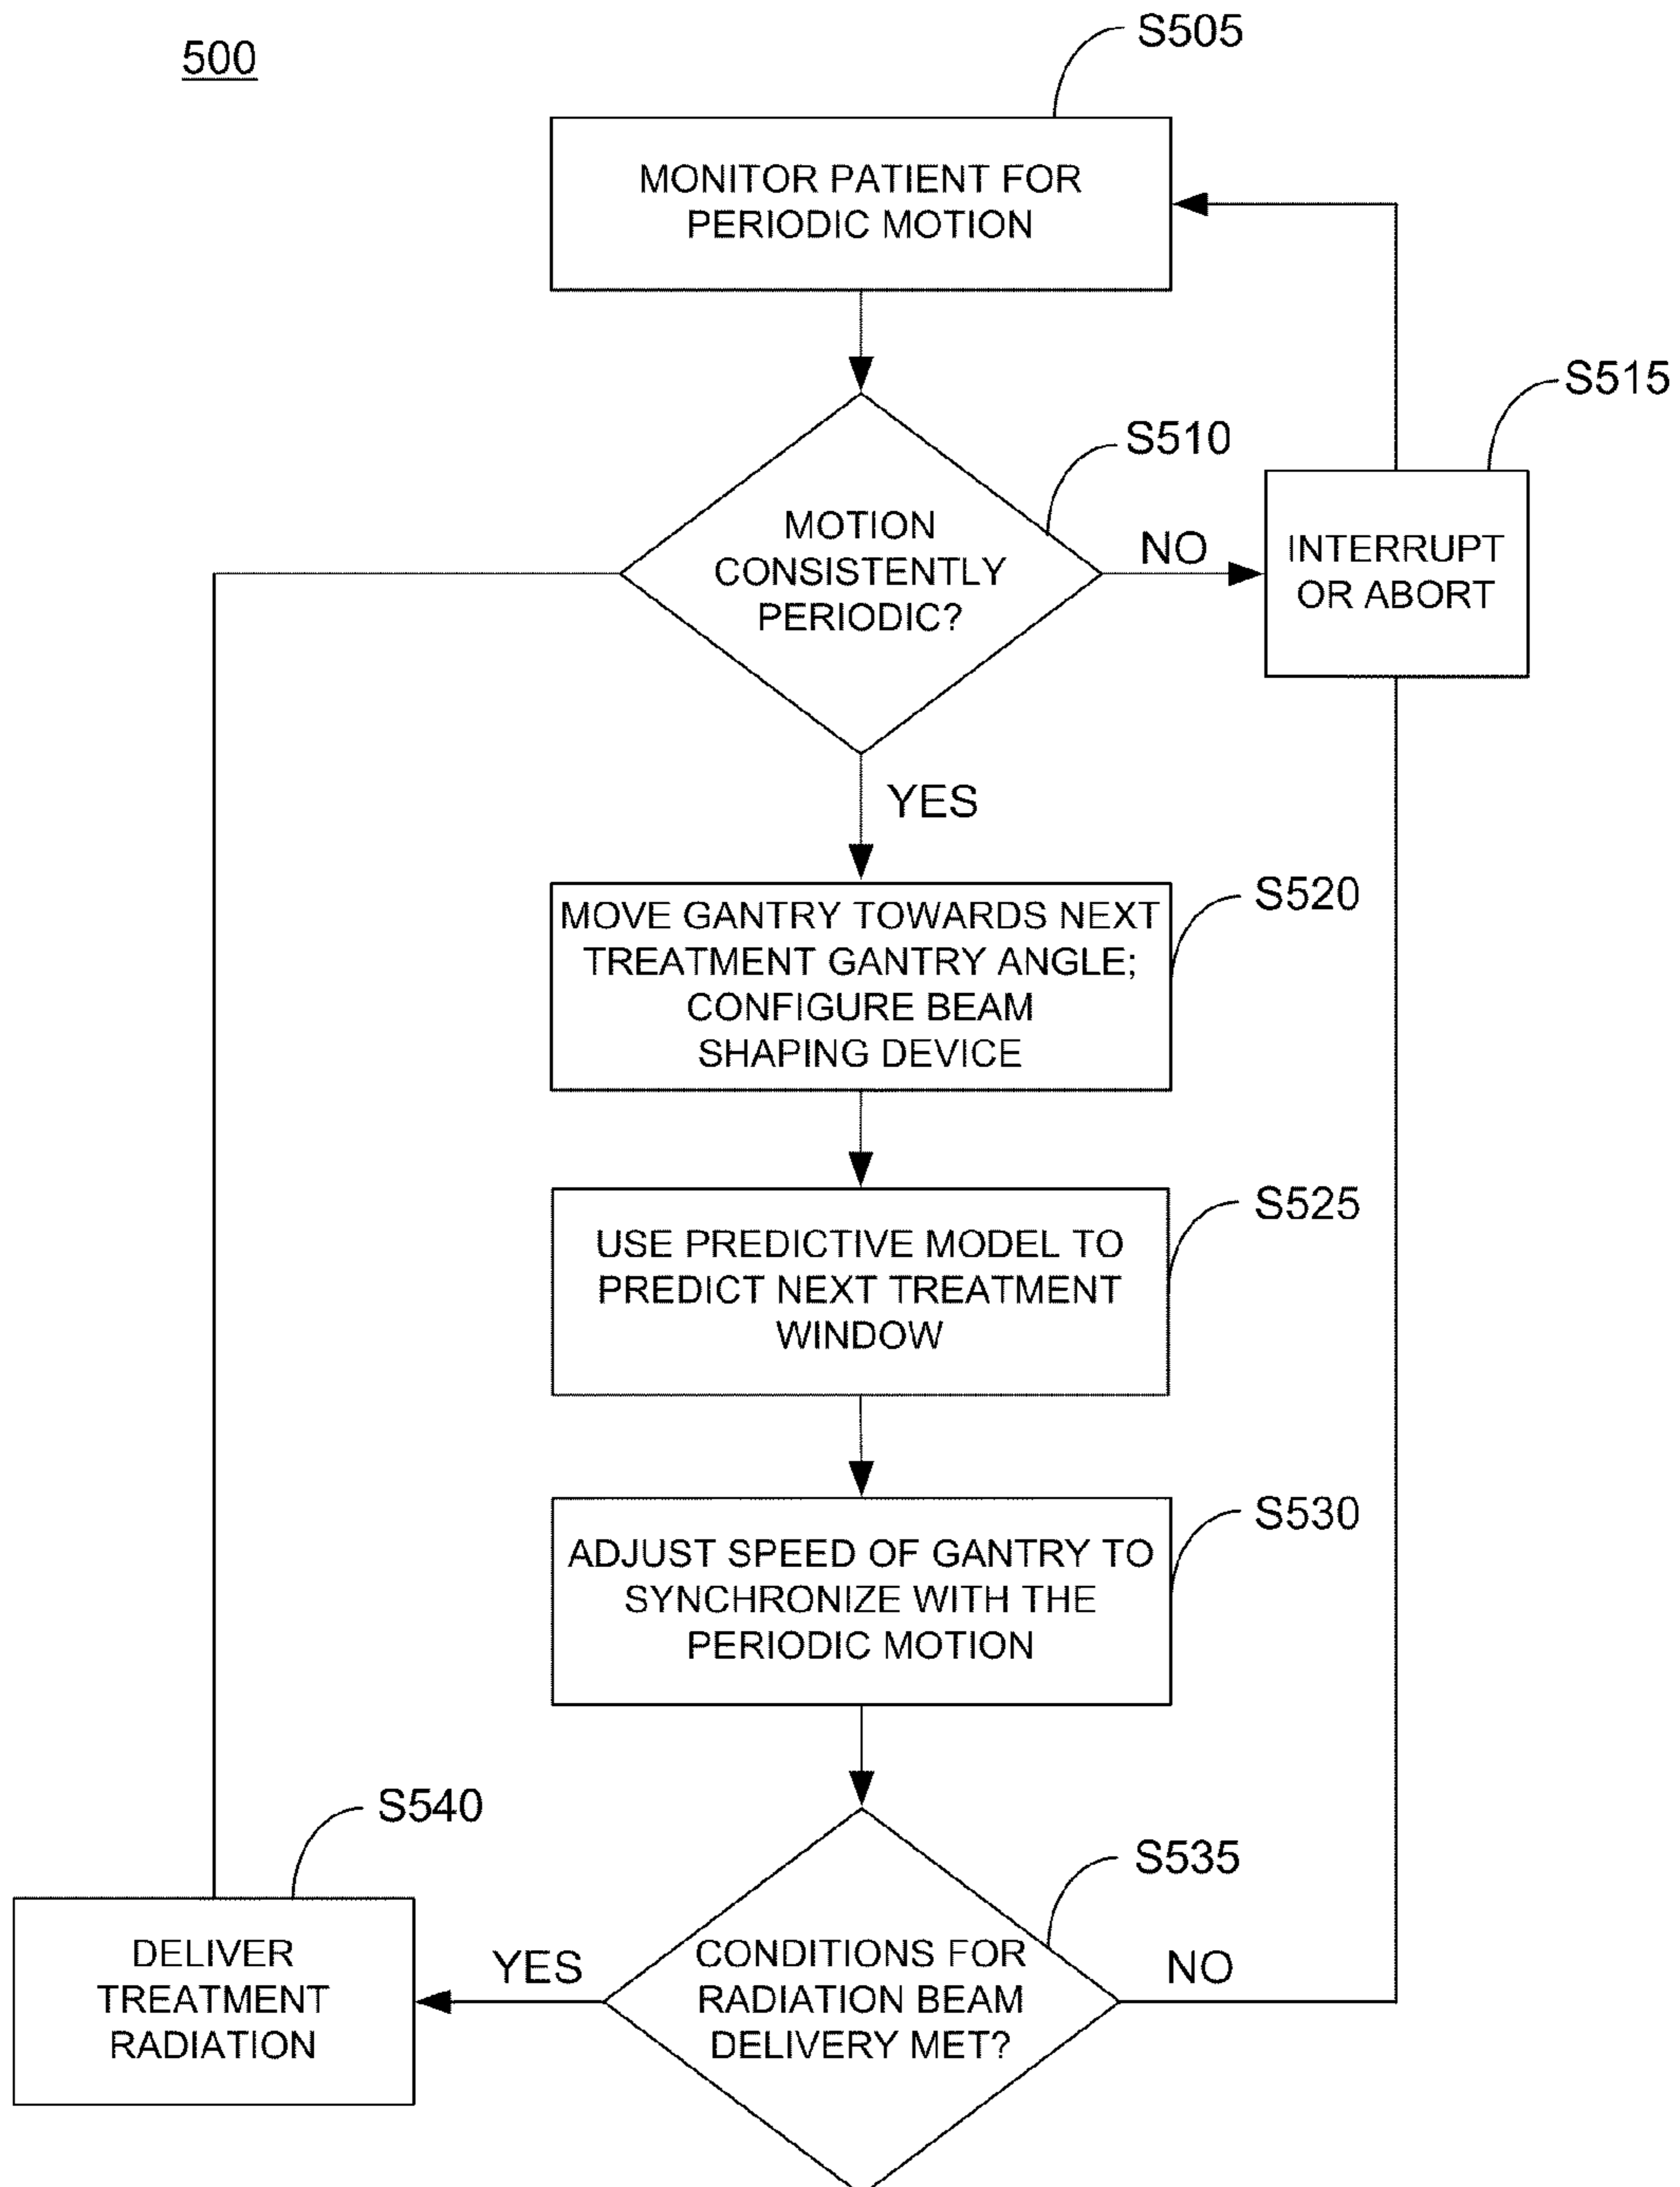 500
S505
MONITOR PATIENT FOR
PERIODIC MOTION
S515
S510
MOTION
CONSISTENTLY
PERIODIC?
NO
INTERRUPT
OR ABORT
YES
S520
MOVE GANTRY TOWARDS NEXT
TREATMENT GANTRY ANGLE;
CONFIGURE BEAM
SHAPING DEVICE
S525
USE PREDICTIVE MODEL TO
PREDICT NEXT TREATMENT
WINDOW
S530
ADJUST SPEED OF GANTRY TO
SYNCHRONIZE WITH THE
PERIODIC MOTION
S540
S535
DELIVER
TREATMENT
RADIATION
YES
CONDITIONS FOR
RADIATION BEAM
DELIVERY MET?
NO